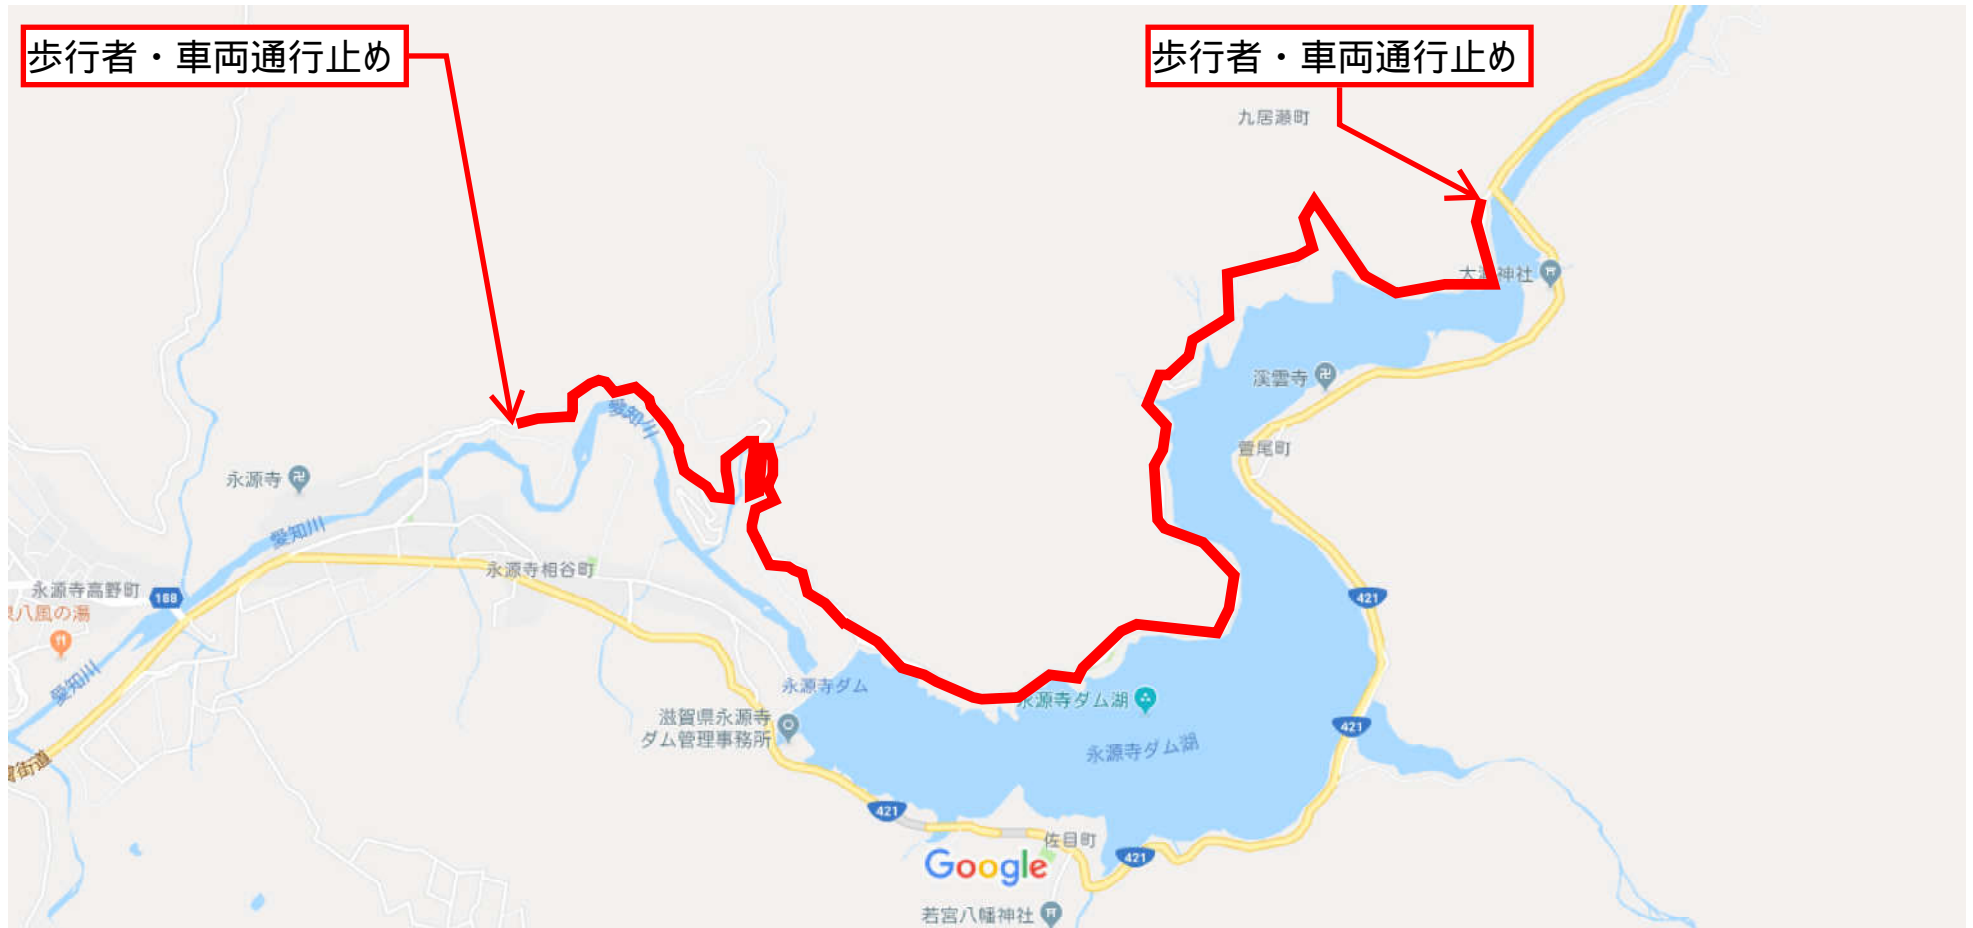 歩行者・車両通行止め
歩行者・車両通行止め
九居瀬町
神社
渓雲寺
萱尾町
愛知川
永源寺
愛知川
永源寺相谷町
永源寺高野町
188
八風の湯
愛知川
街道
421
永源寺ダム
滋賀県永源寺
ダム管理事務所
永源寺ダム湖
永源寺ダム湖
421
421
佐目町
421
Google
若宮八幡神社